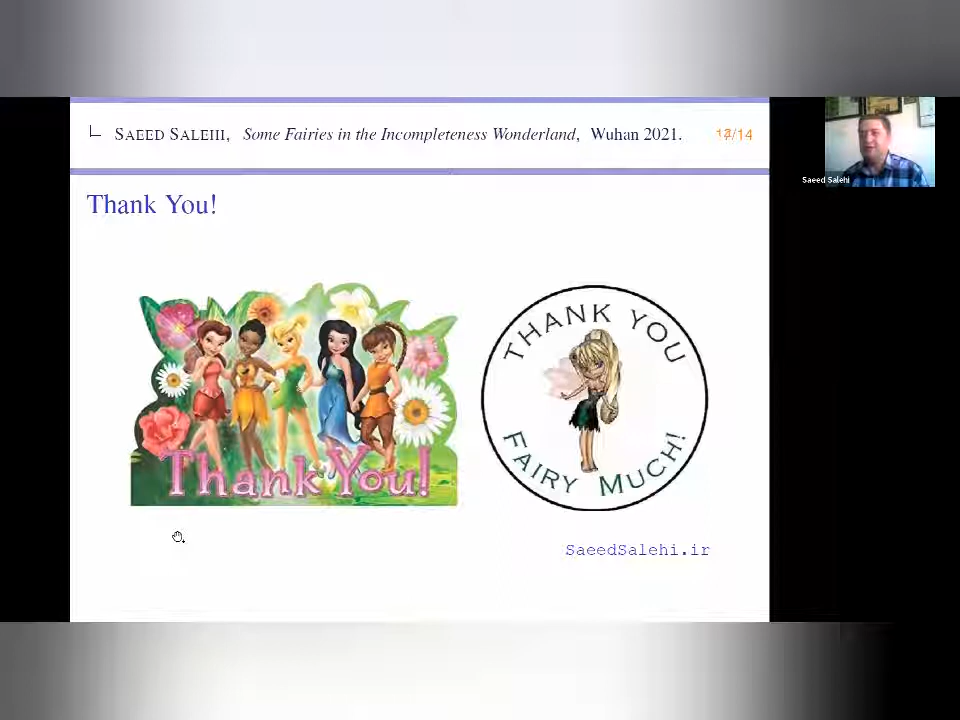 SAEED SALEHI, Some Fairies in the Incompleteness Wonderland, Wuhan 2021.
Saeed Salehi
Thank You!
Thank You!
THANK YOU
FAIRY MUCH!
SaeedSalehi.ir